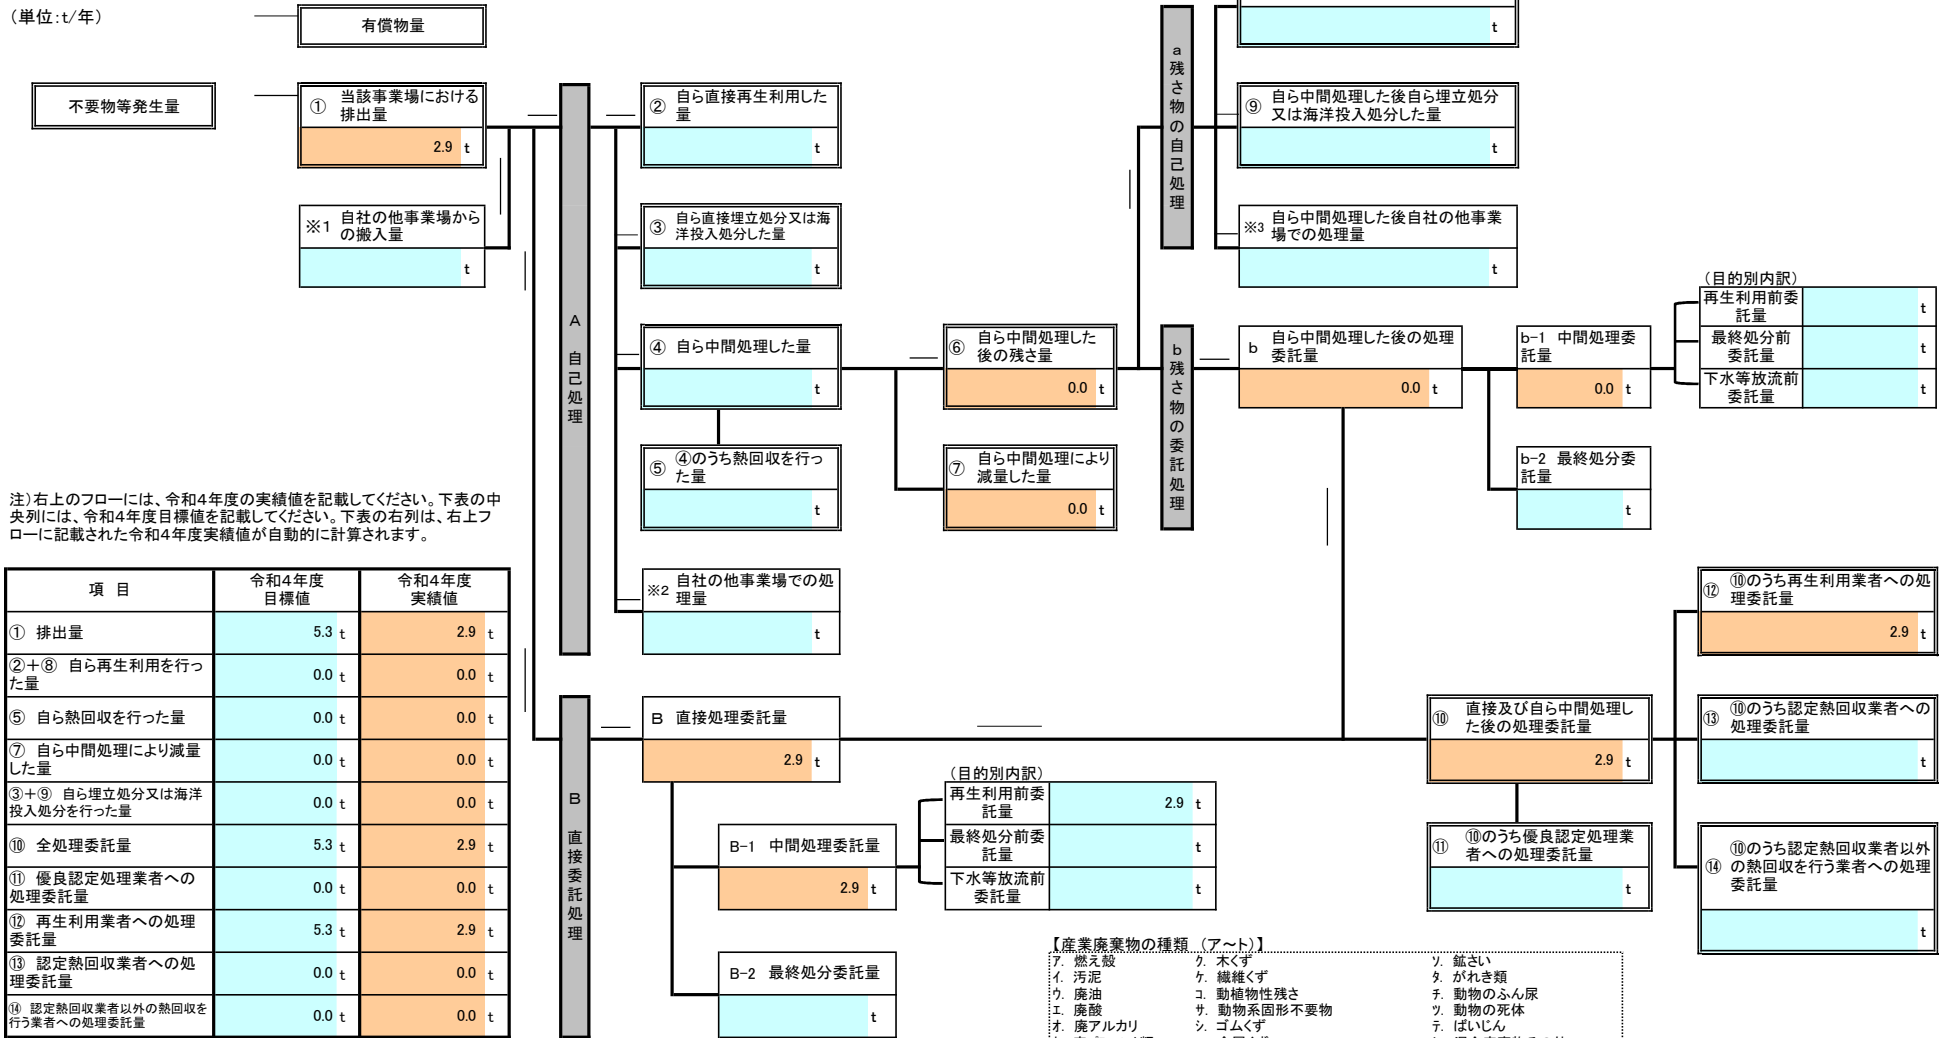 (単位:t/年)
有償物量
不要物等発生量
① 当該事業場における
排出量
2.9 t
※1 自社の他事業場から
の搬入量
t
A 自己処理
② 自ら直接再生利用した
量
t
③ 自ら直接埋立処分又は海
洋投入処分した量
t
④ 自ら中間処理した量
t
⑤ ④のうち熱回収を行っ
た量
t
※2 自社の他事業場での処
理量
t
⑥ 自ら中間処理した
後の残さ量
0.0 t
⑦ 自ら中間処理により
減量した量
0.0 t
a 残さ物の自己処理
t
⑨ 自ら中間処理した後自ら埋立処分
又は海洋投入処分した量
t
※3 自ら中間処理した後自社の他事業
場での処理量
t
b 残さ物の委託処理
b 自ら中間処理した後の処理
委託量
0.0 t
b-1 中間処理委
託量
0.0 t
(目的別内訳)
再生利用前委
託量
t
最終処分前
委託量
t
下水等放流前
委託量
t
b-2 最終処分委
託量
t
注)右上のフローには、令和4年度の実績値を記載してください。下表の中
央列には、令和4年度目標値を記載してください。下表の右列は、右上フ
ローに記載された令和4年度実績値が自動的に計算されます。
項 目 令和4年度
目標値 令和4年度
実績値
① 排出量 5.3 t 2.9 t
②+⑧ 自ら再生利用を行っ
た量 0.0 t 0.0 t
⑤ 自ら熱回収を行った量 0.0 t 0.0 t
⑦ 自ら中間処理により減量
した量 0.0 t 0.0 t
③+⑨ 自ら埋立処分又は海洋
投入処分を行った量 0.0 t 0.0 t
⑩ 全処理委託量 5.3 t 2.9 t
⑪ 優良認定処理業者への
処理委託量 0.0 t 0.0 t
⑫ 再生利用業者への処理
委託量 5.3 t 2.9 t
⑬ 認定熱回収業者への処
理委託量 0.0 t 0.0 t
⑭ 認定熱回収業者以外の熱回収を
行う業者への処理委託量 0.0 t 0.0 t
B 直接委託処理
B 直接処理委託量
2.9 t
B-1 中間処理委託量
2.9 t
(目的別内訳)
再生利用前委
託量
2.9 t
最終処分前委
託量
t
下水等放流前
委託量
t
B-2 最終処分委託量
t
⑩ 直接及び自ら中間処理し
た後の処理委託量
2.9 t
⑪ ⑩のうち優良認定処理業
者への処理委託量
t
⑫ ⑩のうち再生利用業者への処
理委託量
2.9 t
⑬ ⑩のうち認定熱回収業者への
処理委託量
t
⑭ ⑩のうち認定熱回収業者以外
の熱回収を行う業者への処理
委託量
t
【産業廃棄物の種類 (ア～ト)】
ア. 燃え殻 ク. 木くず ソ. 鉱さい
イ. 汚泥 ケ. 繊維くず タ. がれき類
ウ. 廃油 コ. 動植物性残さ チ. 動物のふん尿
エ. 廃酸 サ. 動物系固形不要物 ツ. 動物の死体
オ. 廃アルカリ シ. ゴムくず テ. ばいじん